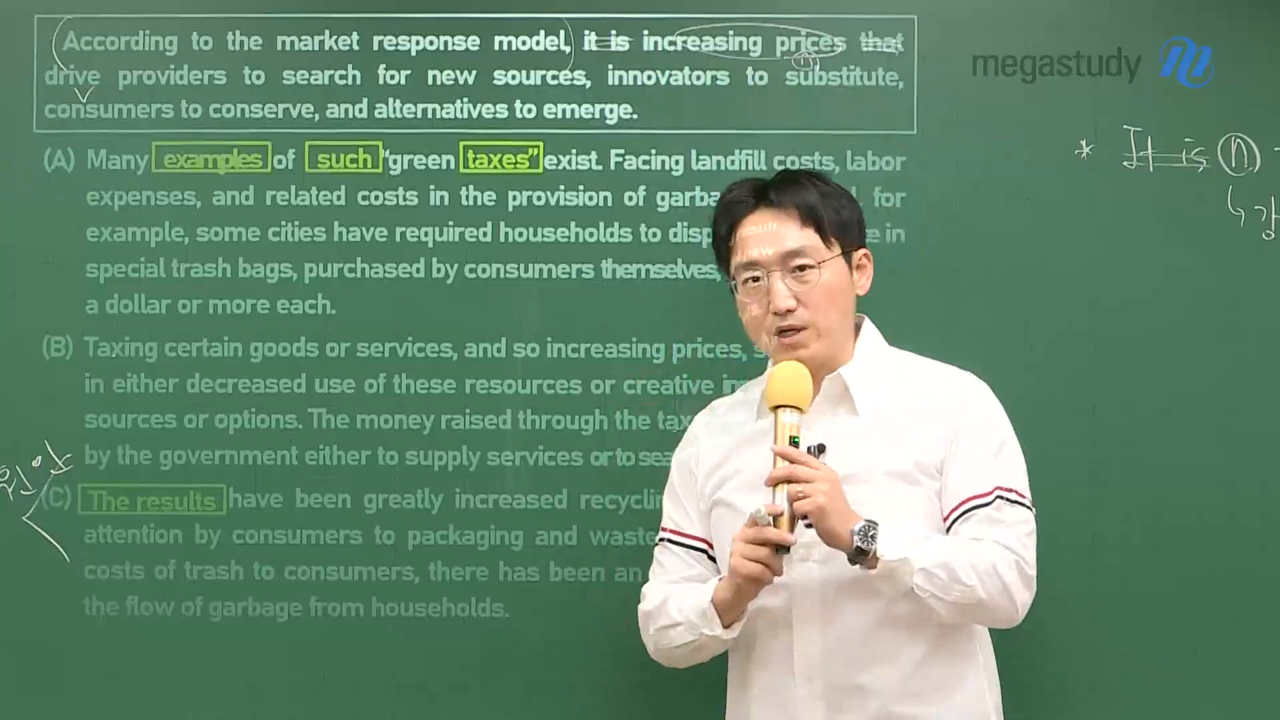 According to the market response model, it is increasing prices that
drive providers to search for new sources, innovators to substitute,
consumers to conserve, and alternatives to emerge.
megastudy
* It is n
(n)
V
(A) Many examples of such "green taxes" exist. Facing landfill costs, labor
expenses, and related costs in the provision of for
example, some cities have required households to in
special trash bags, purchased by consumers themselves,
a dollar or more each.
(B) Taxing certain goods or services, and so increasing prices,
in either decreased use of these resources or creative
sources or options. The money raised through the tax
by the government either to supply services or to
(C) The results have been greatly increased
attention by consumers to packaging and
costs of trash to consumers, there has been an
the flow of garbage from households.